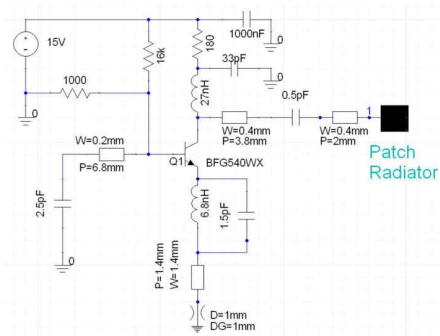 1000nF
15V
16k
180
0
33pF
1000
0
0
27nH
0.5pF
1
W=0.2mm
W=0.4mm
W=0.4mm
P=3.8mm
P=2mm
P=6.8mm
Q1
BFG540WX
Patch
Radiator
2.5pF
6.8nH
1.5pF
0
P=1.4mm
W=1.4mm
D=1mm
DG=1mm